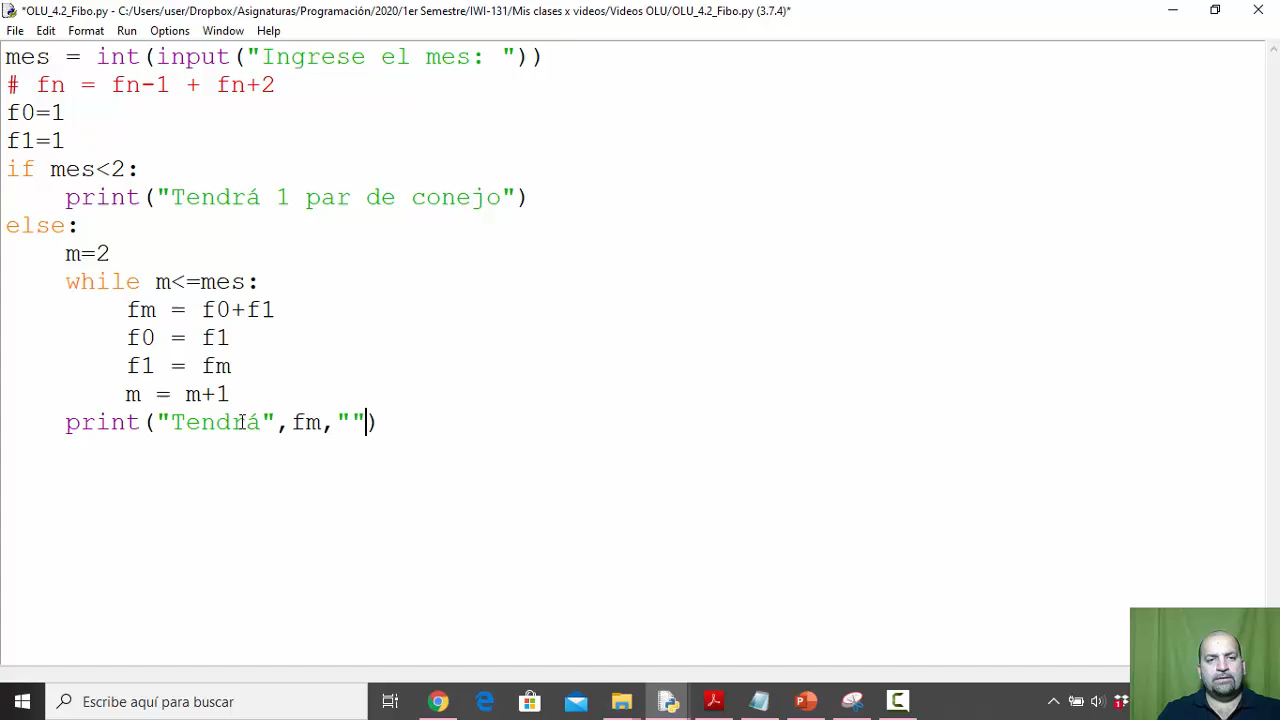 *OLU_4.2_Fibo.py - C:/Users/user/Dropbox/Asignaturas/Programación/2020/1er Semestre/IWI-131/Mis clases x videos/Videos OLU/OLU_4.2_Fibo.py (3.7.4)*
File Edit Format Run Options Window Help
mes = int(input("Ingrese el mes: "))
# fn = fn-1 + fn+2
f0=1
f1=1
if mes<2:
    print("Tendrá 1 par de conejo")
else:
    m=2
    while m<=mes:
        fm = f0+f1
        f0 = f1
        f1 = fm
        m = m+1
    print("Tendrá",fm,"")
Escribe aquí para buscar